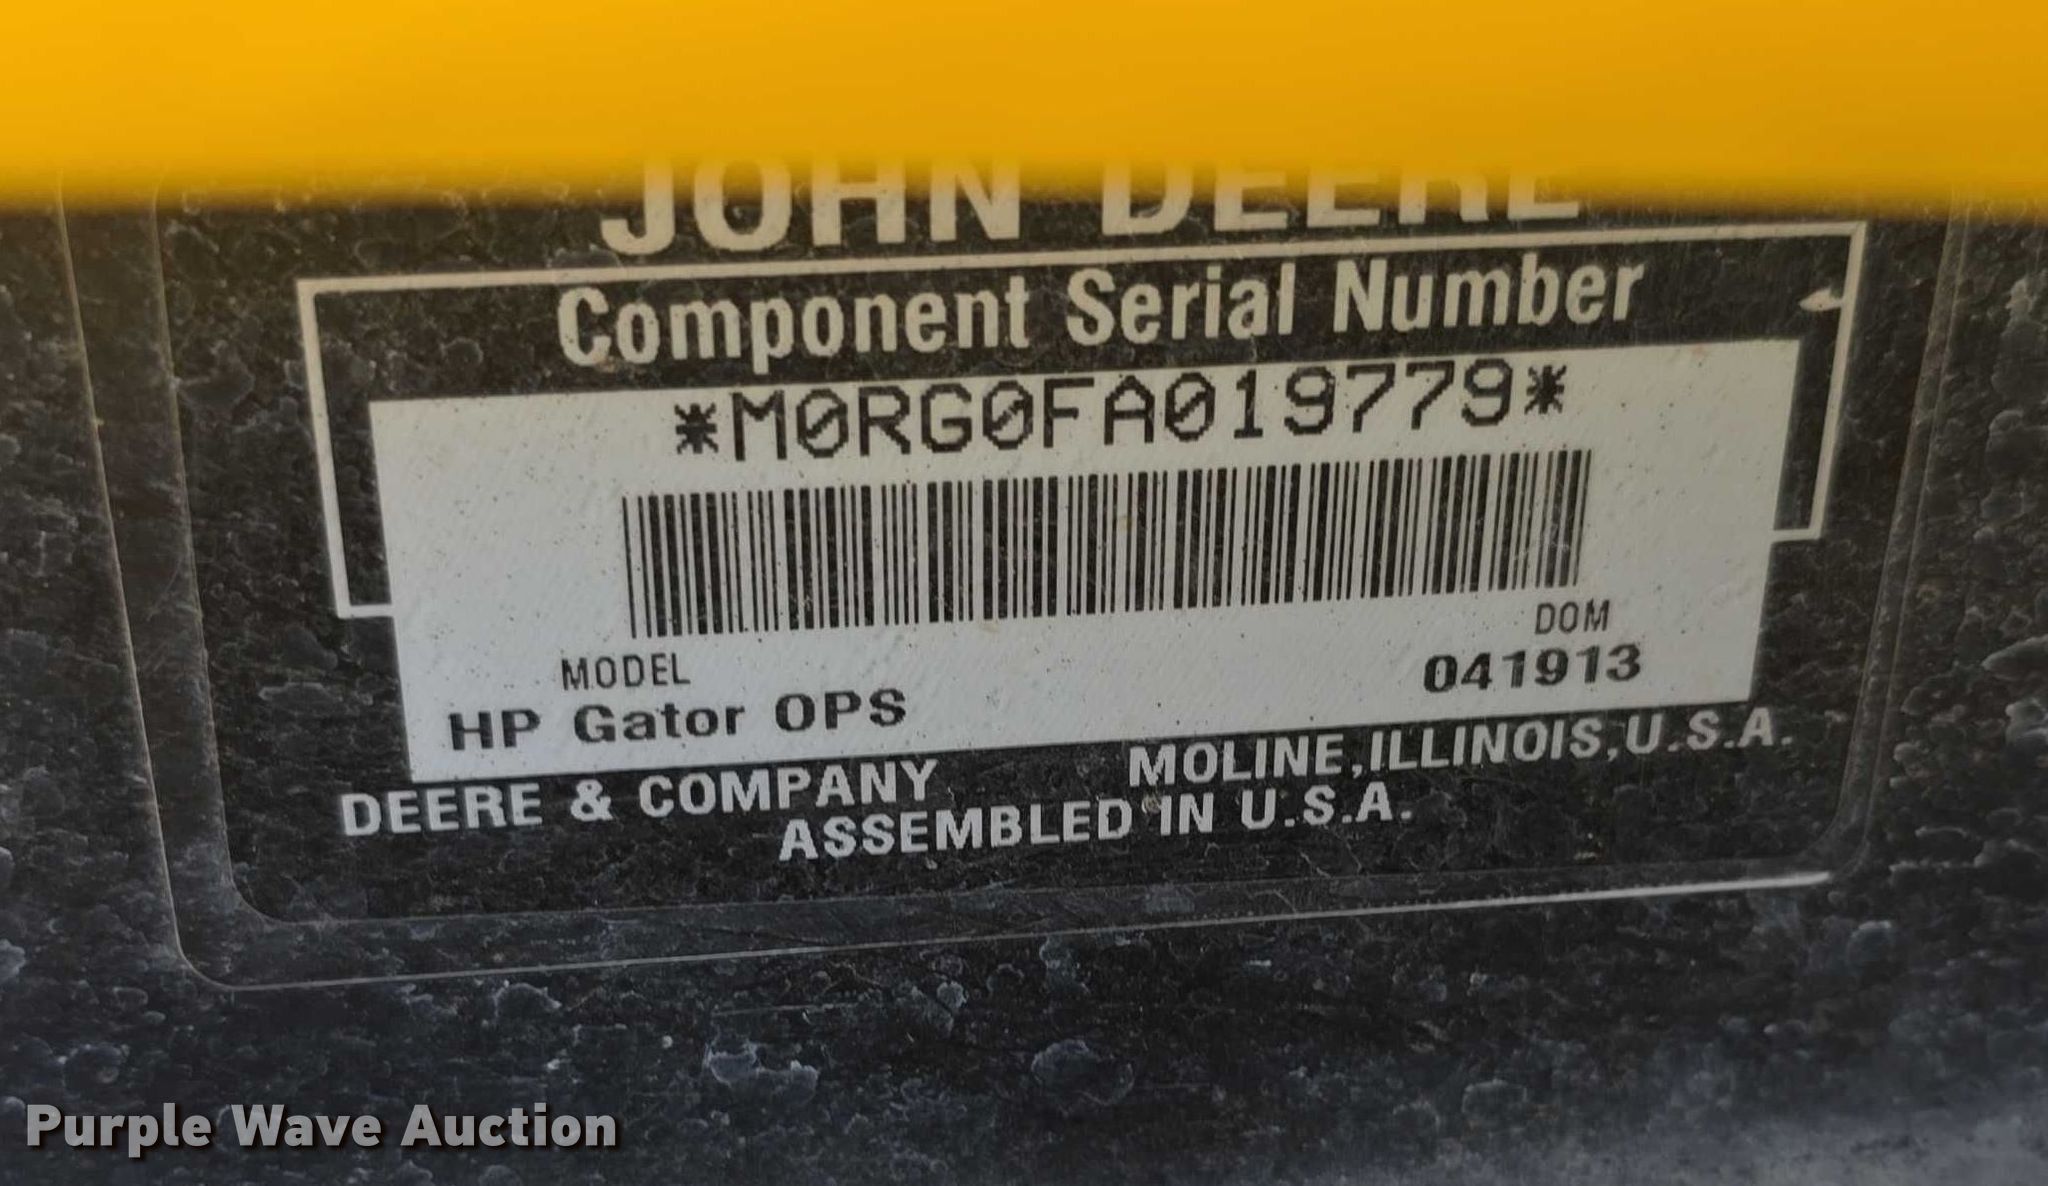 JOHN DEERE
Component Serial Number
*M0RG0FA019779*
DOM
MODEL
041913
HP Gator OPS
DEERE & COMPANY MOLINE,ILLINOIS,U.S.A.
ASSEMBLED IN U.S.A.
Purple Wave Auction